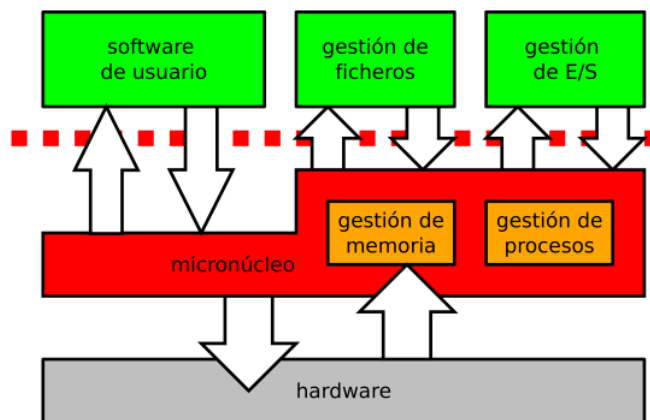 software
de usuario
gestión de
ficheros
gestión
de E/S
gestión de
memoria
gestión de
procesos
micronúcleo
hardware